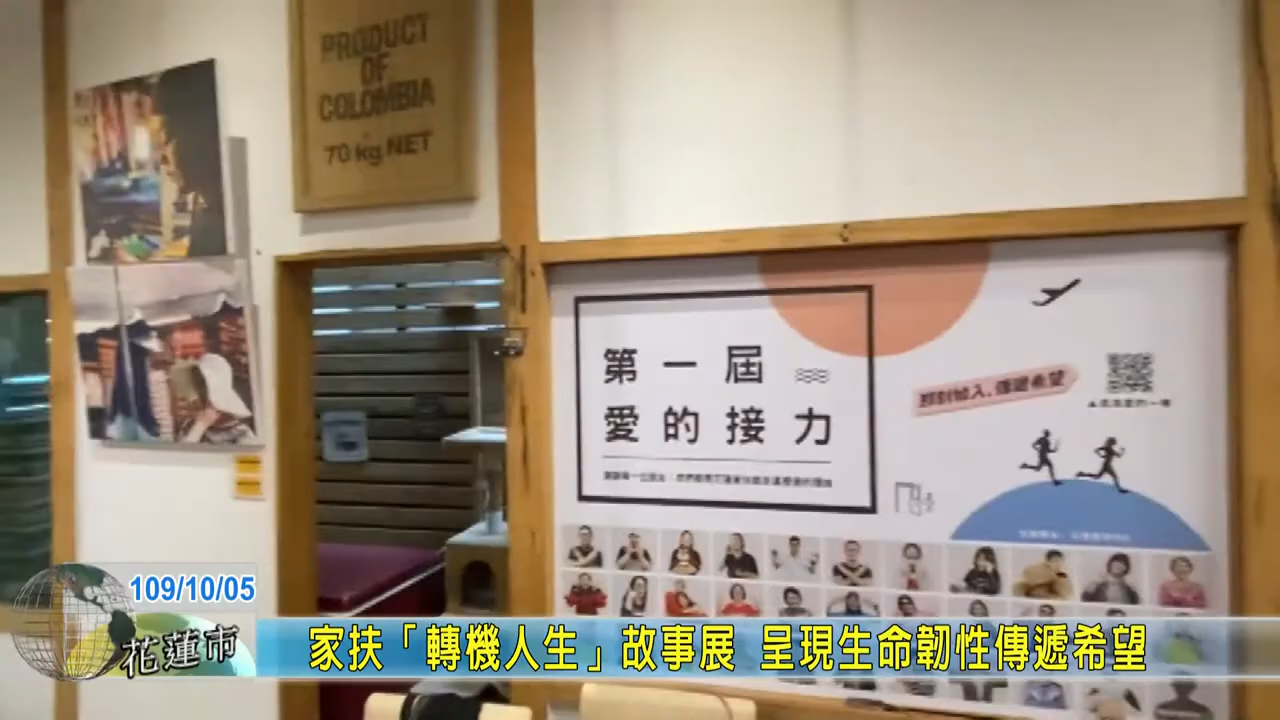 PRODUCT
OF
COLOMBIA
70 kg NET
第一屆
愛的接力
即刻加入,傳遞希望
109/10/05
花蓮市
家扶「轉機人生」故事展 呈現生命韌性傳遞希望